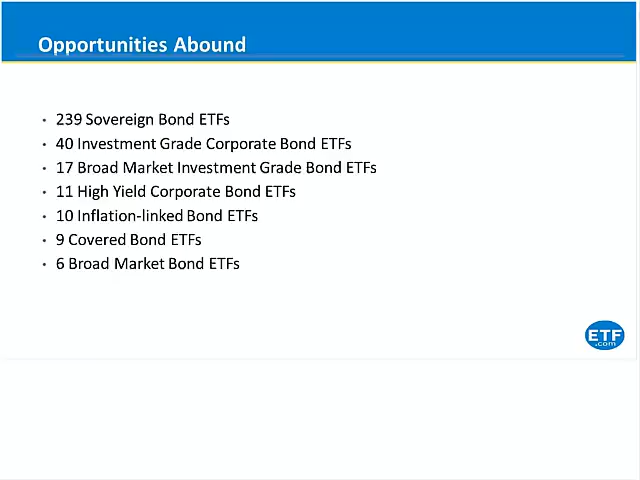 Opportunities Abound
• 239 Sovereign Bond ETFs
• 40 Investment Grade Corporate Bond ETFs
• 17 Broad Market Investment Grade Bond ETFs
• 11 High Yield Corporate Bond ETFs
• 10 Inflation-linked Bond ETFs
• 9 Covered Bond ETFs
• 6 Broad Market Bond ETFs
ETF
.com